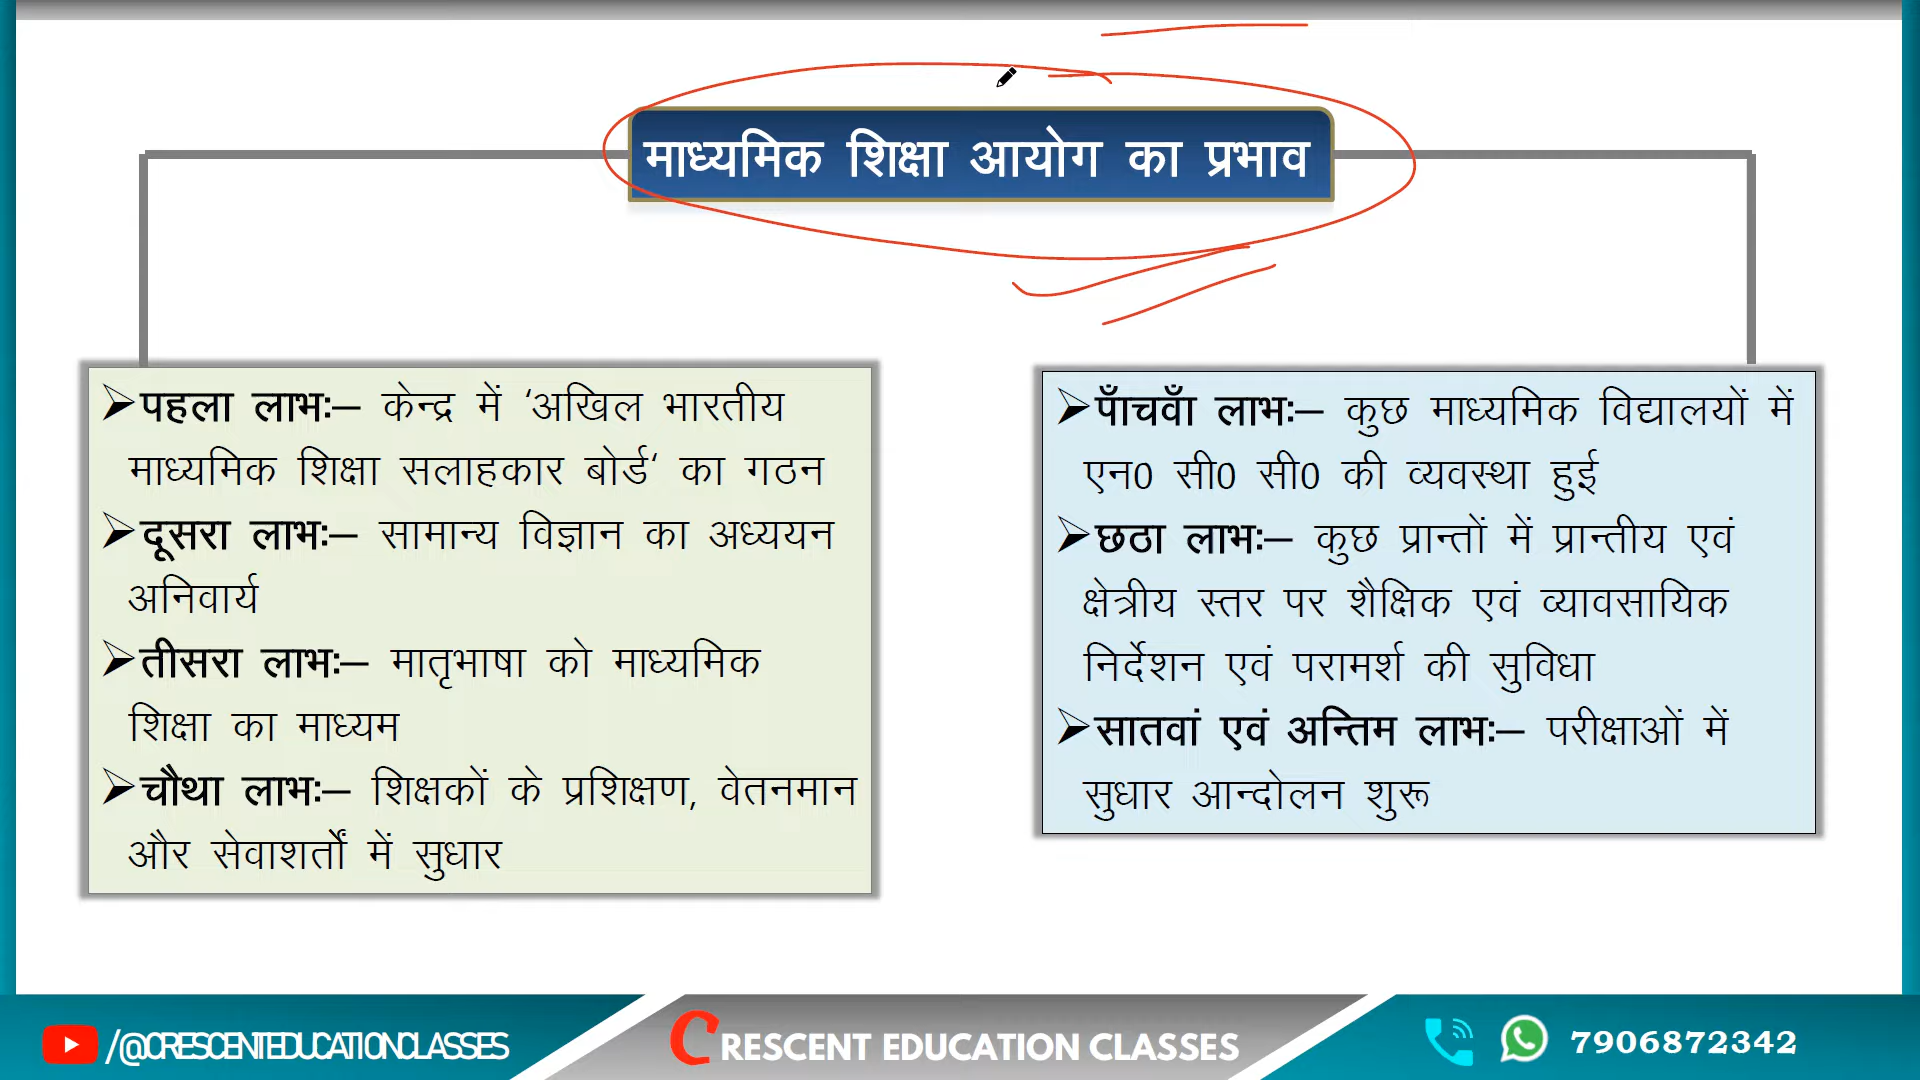 माध्यमिक शिक्षा आयोग का प्रभाव
➢पहला लाभः– केन्द्र में ‘अखिल भारतीय
माध्यमिक शिक्षा सलाहकार बोर्ड‘ का गठन
➢दूसरा लाभः– सामान्य विज्ञान का अध्ययन
अनिवार्य
➢तीसरा लाभः– मातृभाषा को माध्यमिक
शिक्षा का माध्यम
➢चौथा लाभः– शिक्षकों के प्रशिक्षण, वेतनमान
और सेवाशर्तों में सुधार
➢पाँचवाँ लाभः– कुछ माध्यमिक विद्यालयों में
एन0 सी0 सी0 की व्यवस्था हुई
➢छठा लाभः– कुछ प्रान्तों में प्रान्तीय एवं
क्षेत्रीय स्तर पर शैक्षिक एवं व्यावसायिक
निर्देशन एवं परामर्श की सुविधा
➢सातवां एवं अन्तिम लाभः– परीक्षाओं में
सुधार आन्दोलन शुरू
/@CRESCENTEDUCATIONCLASSES
CRESCENT EDUCATION CLASSES
7906872342